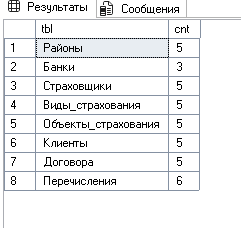 Результаты Сообщения
tbl cnt
1 Районы 5
2 Банки 3
3 Страховщики 5
4 Виды_страхования 5
5 Объекты_страхования 5
6 Клиенты 5
7 Договора 5
8 Перечисления 6